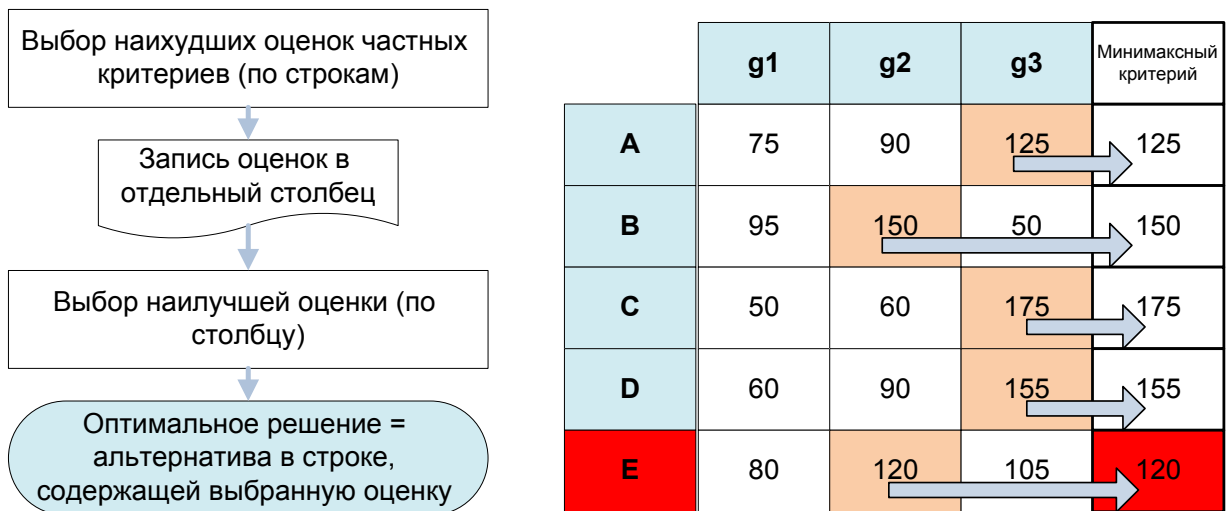 Выбор наихудших оценок частных
критериев (по строкам)
Запись оценок в
отдельный столбец
Выбор наилучшей оценки (по
столбцу)
Оптимальное решение =
альтернатива в строке,
содержащей выбранную оценку
g1 g2 g3 Минимаксный
критерий
A 75 90 125 125
B 95 150 50 150
C 50 60 175 175
D 60 90 155 155
E 80 120 105 120